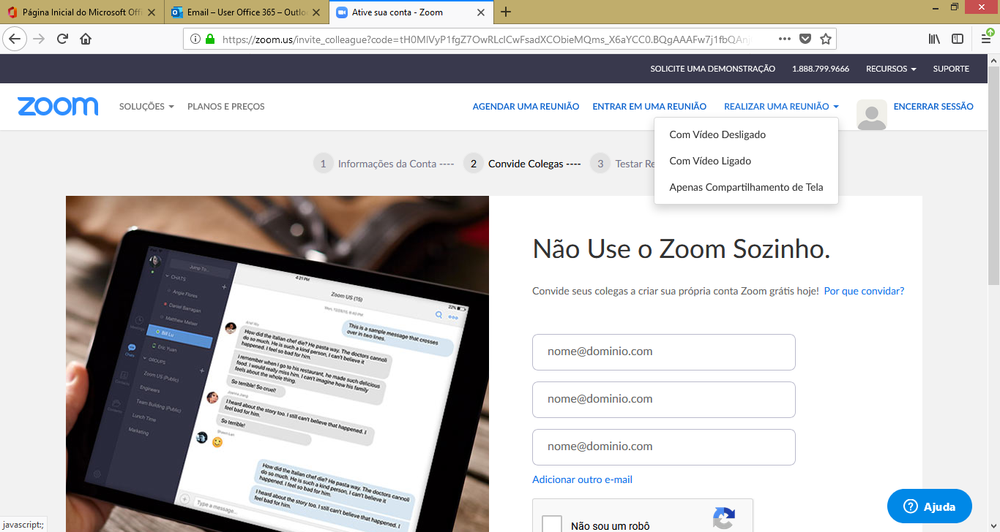 Página Inicial do Microsoft Offi
Email – User Office 365 – Outlo
Ative sua conta - Zoom
https://zoom.us/invite_colleague?code=
SOLICITE UMA DEMONSTRAÇÃO
1.888.799.9666
RECURSOS
SUPORTE
zoom
SOLUÇÕES
PLANOS E PREÇOS
AGENDAR UMA REUNIÃO
ENTRAR EM UMA REUNIÃO
REALIZAR UMA REUNIÃO
ENCERRAR SESSÃO
Com Vídeo Desligado
Com Vídeo Ligado
Apenas Compartilhamento de Tela
1 Informações da Conta ----
2 Convide Colegas ----
3 Testar Re
Jump To...
CHATS
Angie Flores
Daniel Barragan
Matthew Matser
Bill Lu
Eric Yuan
GROUPS
Zoom US (Public)
Engineers
Team Building (Public)
Lunch Time
Marketing
Chats
4:21 PM
22%
Zoom US (15)
This is a sample message that crosses
over in two lines.
How did the Italian chef die? He pasta way. The doctors cannoli
do so much. He is such a kind person, I can't believe it
happened. I feel so bad for him.
I remember when I go to his restaurant, he made such delicious
food. I would really miss him. I can't imagine how his family
feels about the whole thing.
So terrible! So cruel!
I heard about the story too. I still can't believe that happened. I
feel bad for him.
So terrible!
How did the Italian chef die? He pasta way. The doctors cannoli
do so much. He is such a kind person, I can't believe it
happened. I feel so bad for him.
I heard about the story too. I still can't believe that happened. I
feel bad for him.
Type a message...
Não Use o Zoom Sozinho.
Convide seus colegas a criar sua própria conta Zoom grátis hoje! Por que convidar?
nome@dominio.com
nome@dominio.com
nome@dominio.com
Adicionar outro e-mail
Não sou um robô
Ajuda
javascript:;